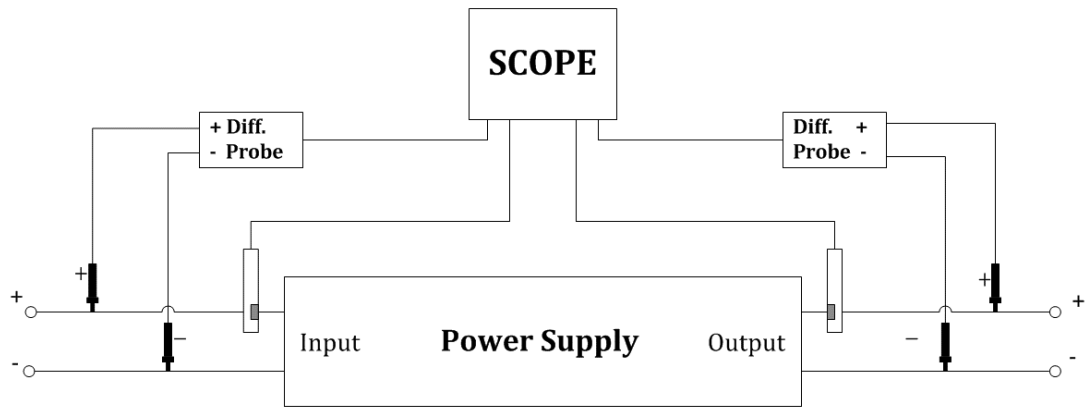 SCOPE
+ Diff.
- Probe
Diff. +
Probe -
+
+
+
+
–
–
Input
Power Supply
Output
-
-